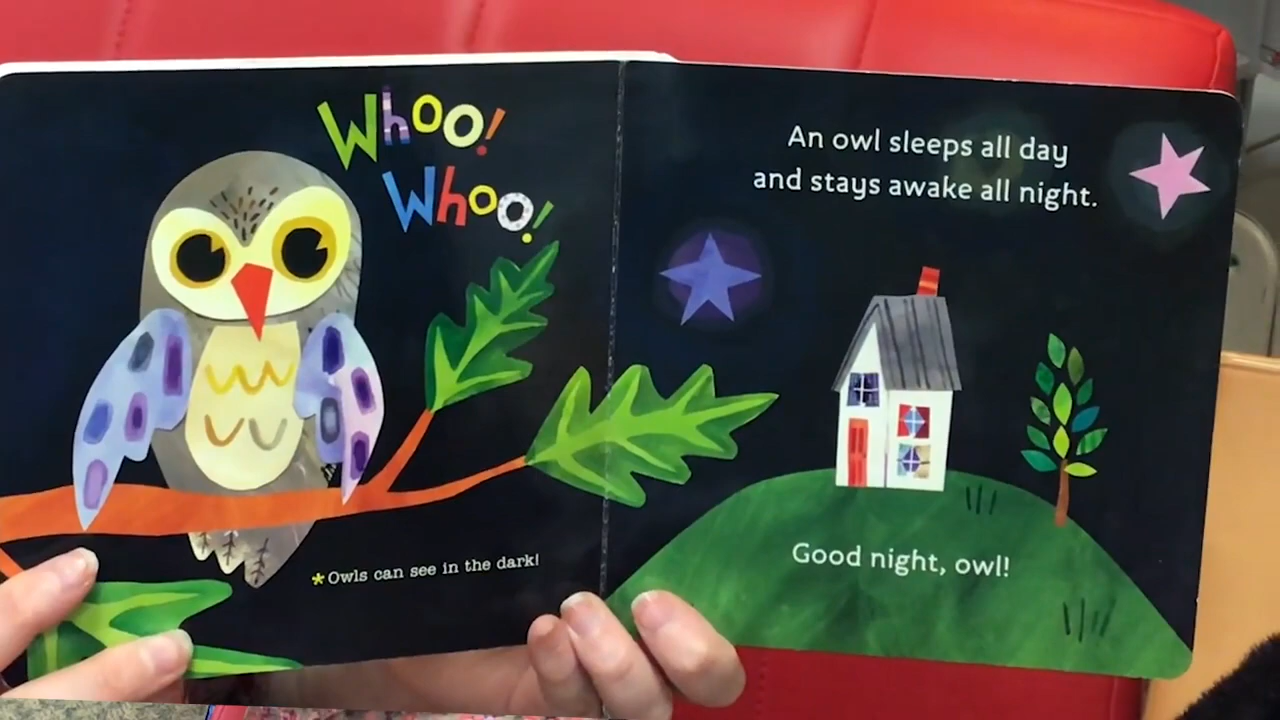 Whoo!
Whoo!
*Owls can see in the dark!
An owl sleeps all day
and stays awake all night.
Good night, owl!